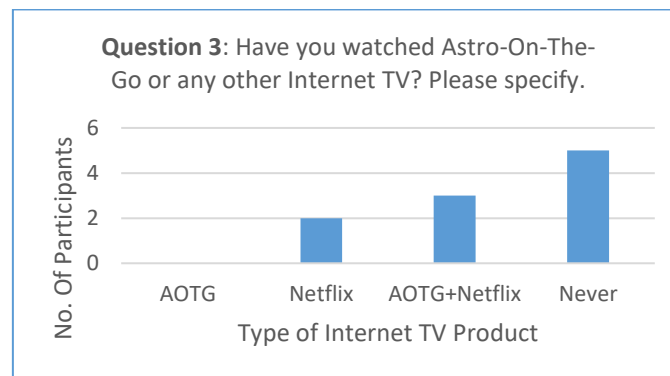 Question 3: Have you watched Astro-On-The-
Go or any other Internet TV? Please specify.
No. Of Participants
6
4
2
0
AOTG Netflix AOTG+Netflix Never
Type of Internet TV Product